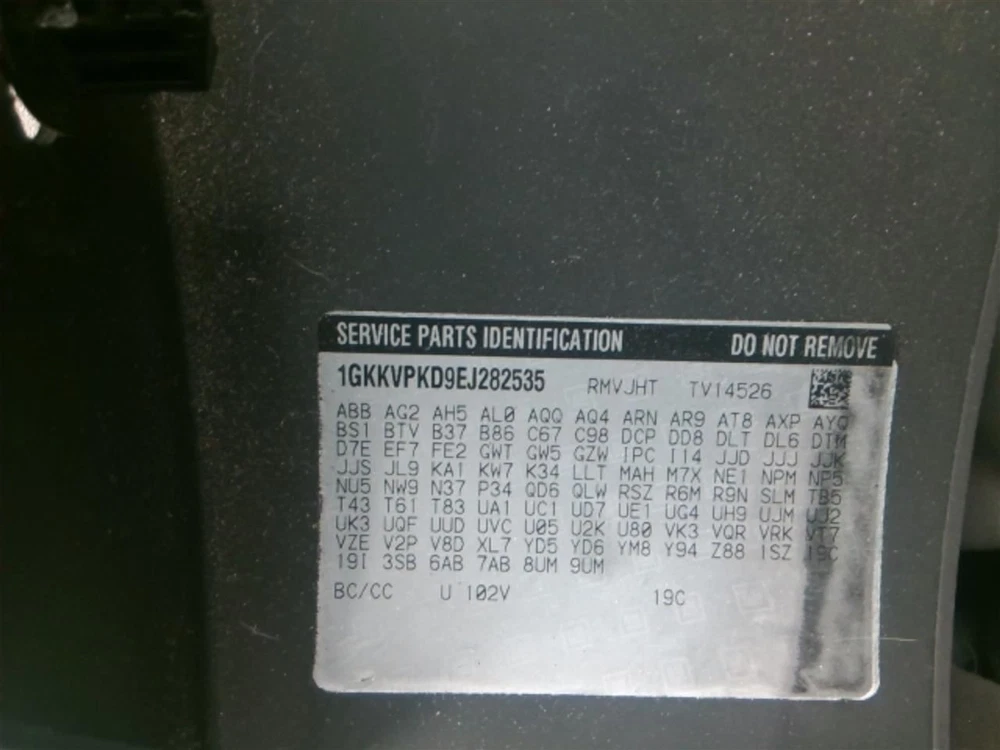 SERVICE PARTS IDENTIFICATION DO NOT REMOVE
1GKKVPKD9EJ282535 RMVJHT TV14526
ABB AG2 AH5 AL0 AQQ AQ4 ARN AR9 AT8 AXP AYQ
BS1 BTV B37 B86 C67 C98 DCP DD8 DLT DL6 DTM
D7E EF7 FE2 GWT GW5 GZW IPC I14 JJD JJJ JJK
JJS JL9 KA1 KW7 K34 LLT MAH M7X NE1 NPM NP5
NU5 NW9 N37 P34 QD6 QLW RSZ R6M R9N SLM TB5
T43 T61 T83 UA1 UC1 UD7 UE1 UG4 UH9 UJM UJ2
UK3 UQF UUD UVC U05 U2K U80 VK3 VQR VRK VT7
VZE V2P V8D XL7 YD5 YD6 YM8 Y94 Z88 1SZ 19C
19I 3SB 6AB 7AB 8UM 9UM
BC/CC U 102V 19C